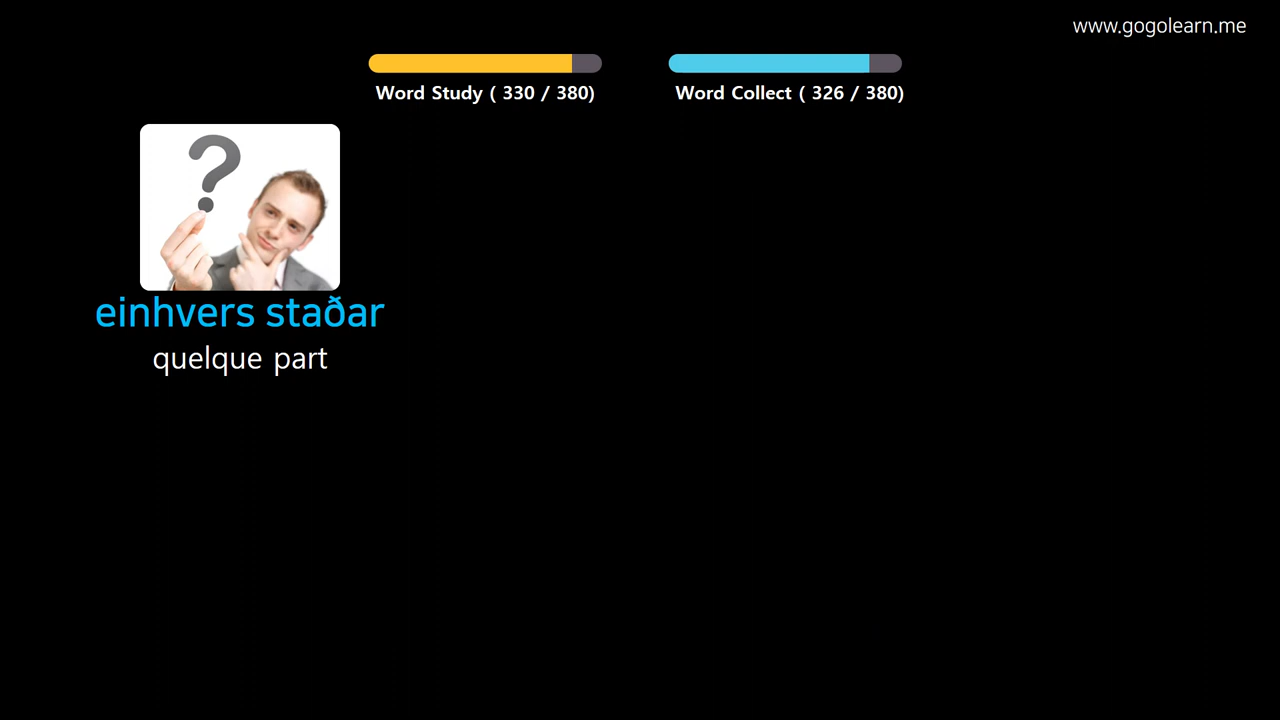 www.gogolearn.me
Word Study ( 330 / 380)
Word Collect ( 326 / 380)
?
einhvers staðar
quelque part